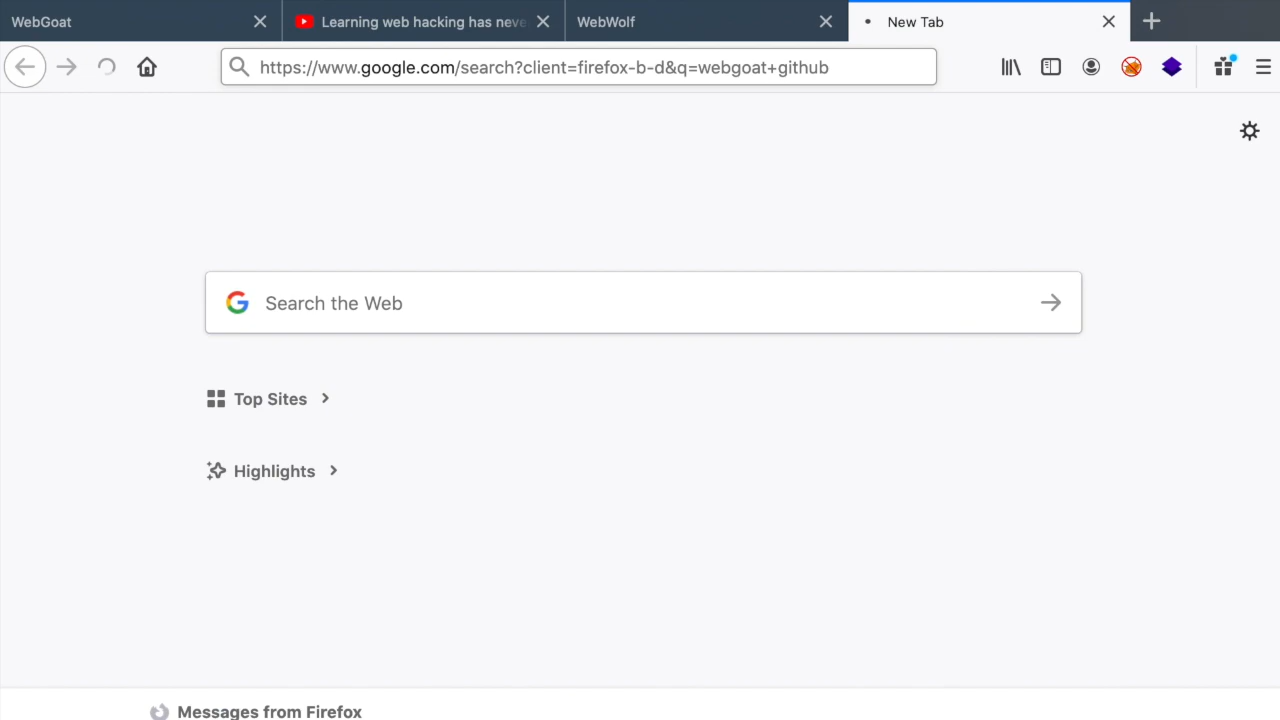 WebGoat
Learning web hacking has neve
WebWolf
New Tab
https://www.google.com/search?client=firefox-b-d&q=webgoat+github
Search the Web
Top Sites
Highlights
Messages from Firefox